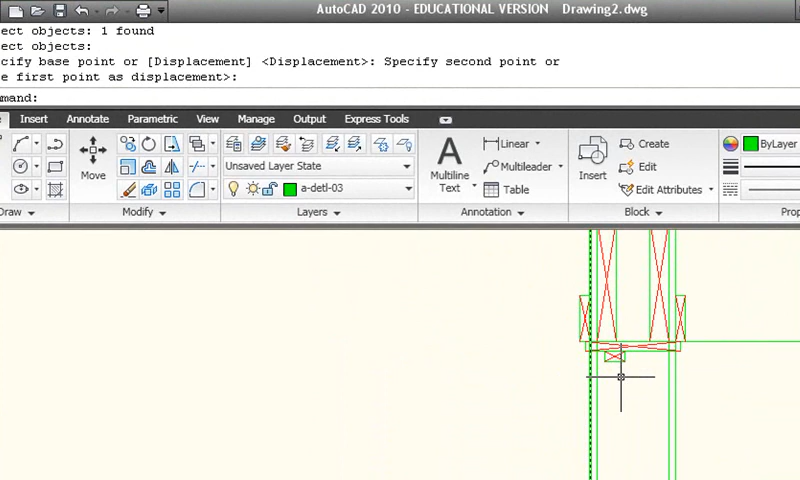 AutoCAD 2010 - EDUCATIONAL VERSION Drawing2.dwg
ect objects: 1 found
ect objects:
cify base point or [Displacement] <Displacement>: Specify second point or
e first point as displacement>:
mmand:
Insert Annotate Parametric View Manage Output Express Tools
Move
Unsaved Layer State
a-detl-03
Multiline
Text
Linear
Multileader
Table
Insert
Create
Edit
Edit Attributes
ByLayer
Draw Modify Layers Annotation Block Prop